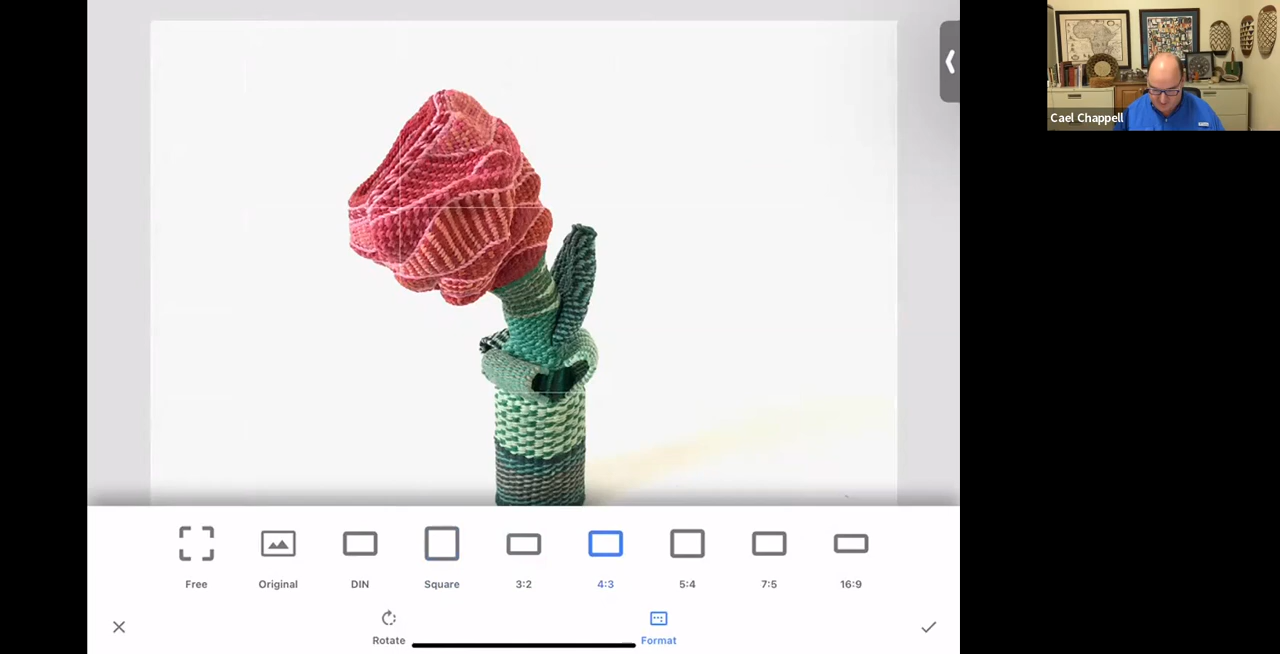 Cael Chappell
Free Original DIN Square 3:2 4:3 5:4 7:5 16:9
Rotate Format